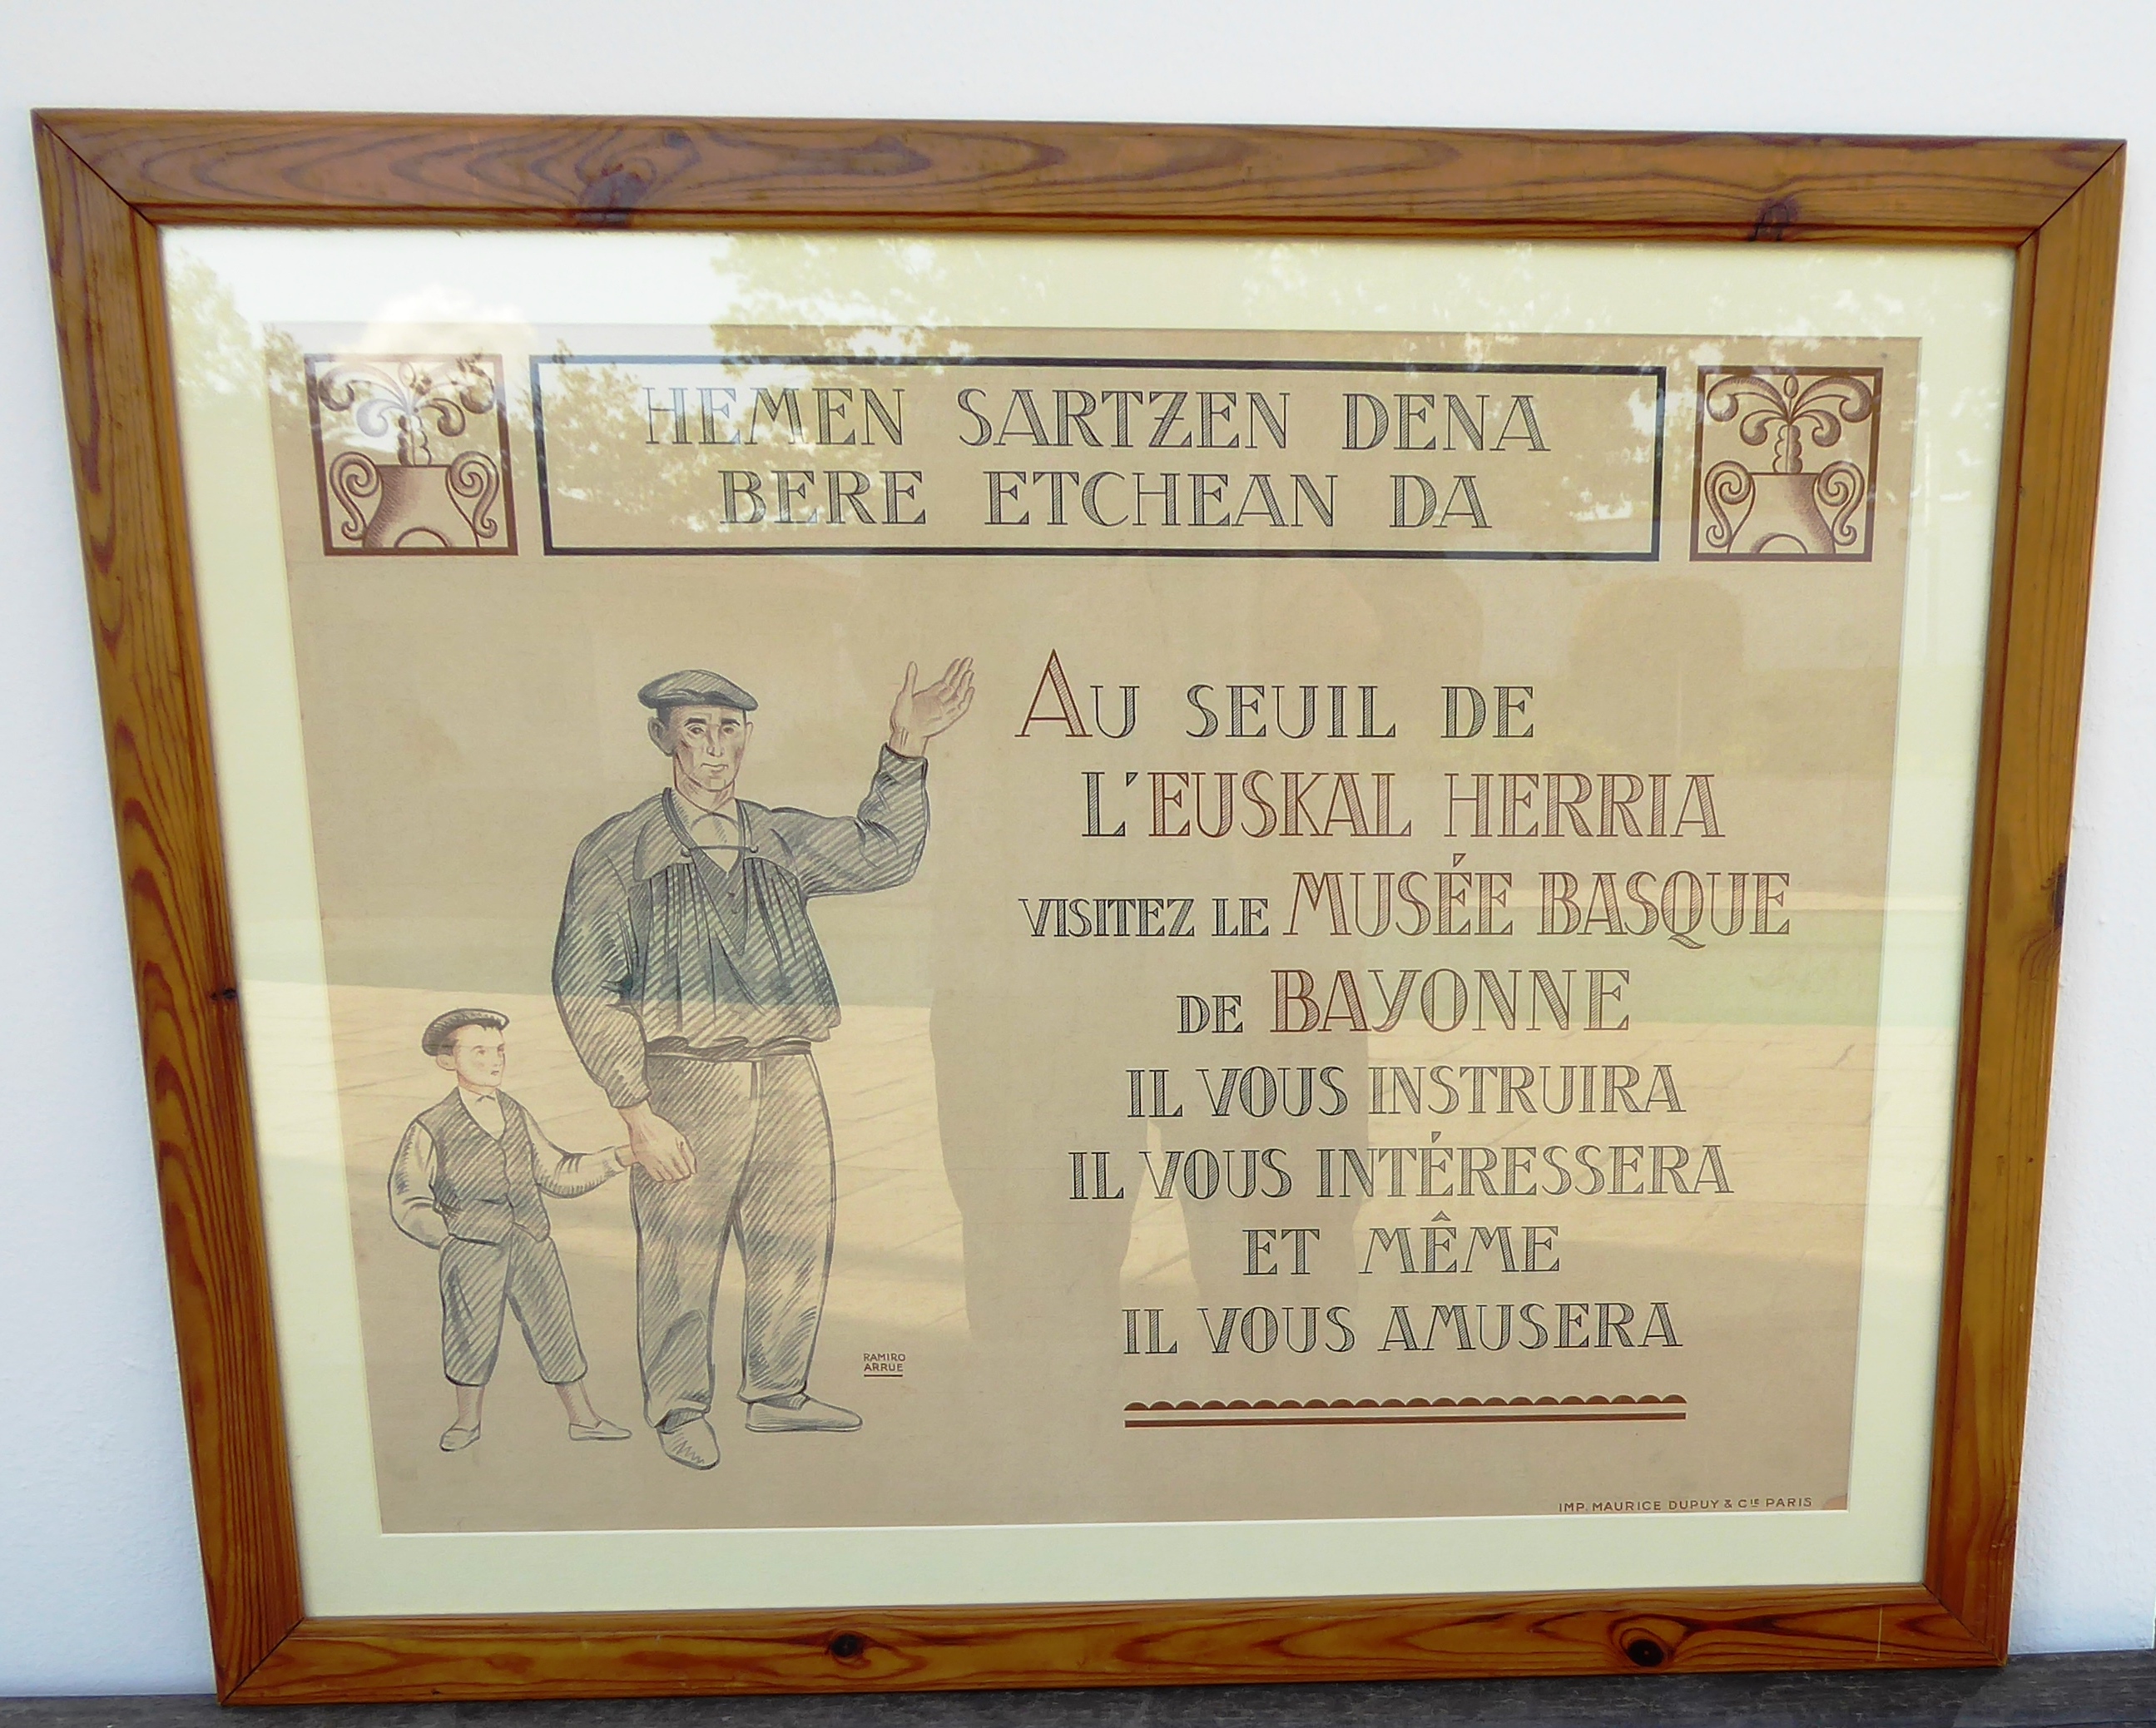 HEMEN SARTZEN DENA
BERE ETCHEAN DA
AU SEUIL DE
L'EUSKAL HERRIA
VISITEZ LE MUSÉE BASQUE
DE BAYONNE
IL VOUS INSTRUIRA
IL VOUS INTÉRESSERA
ET MÊME
IL VOUS AMUSERA
RAMIRO
ARRUE
IMP. MAURICE DUPUY & CIE PARIS